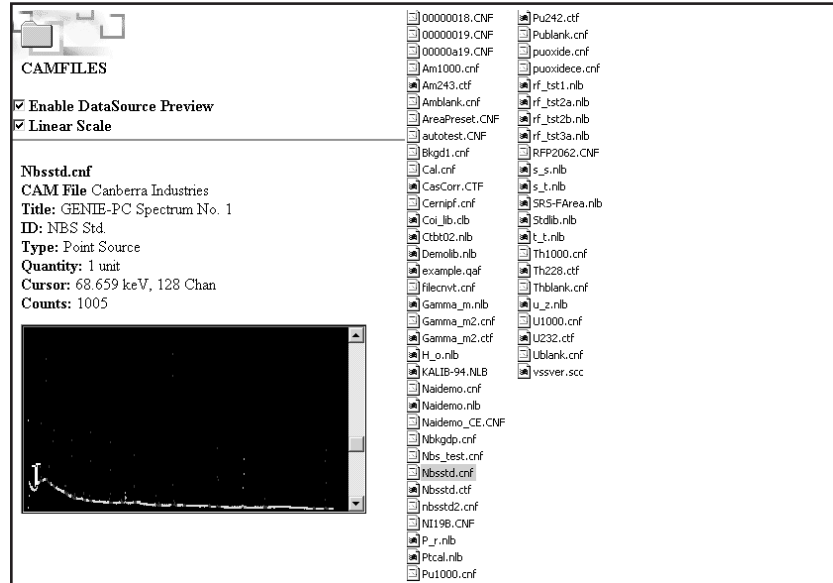 CAMFILES
Enable DataSource Preview
Linear Scale
Nbsstd.cnf
CAM File Canberra Industries
Title: GENIE-PC Spectrum No. 1
ID: NBS Std.
Type: Point Source
Quantity: 1 unit
Cursor: 68.659 keV, 128 Chan
Counts: 1005
00000018.CNF
00000019.CNF
00000a19.CNF
Am1000.cnf
Am243.ctf
Amblank.cnf
AreaPreset.CNF
autotest.CNF
Bkgd1.cnf
Cal.cnf
CasCorr.CTF
Cernipf.cnf
Coi_lib.clb
Ctbt02.nlb
Demolib.nlb
example.qaf
filecnvt.cnf
Gamma_m.nlb
Gamma_m2.cnf
Gamma_m2.ctf
H_o.nlb
KALIB-94.NLB
Naidemo.cnf
Naidemo.nlb
Naidemo_CE.CNF
Nbkgdp.cnf
Nbs_test.cnf
Nbsstd.cnf
Nbsstd.ctf
nbsstd2.cnf
NI19B.CNF
P_r.nlb
Ptcal.nlb
Pu1000.cnf
Pu242.ctf
Publank.cnf
puoxide.cnf
puoxidece.cnf
rf_tst1.nlb
rf_tst2a.nlb
rf_tst2b.nlb
rf_tst3a.nlb
RFP2062.CNF
s_s.nlb
s_t.nlb
SRS-FArea.nlb
Stdlib.nlb
t_t.nlb
Th1000.cnf
Th228.ctf
Thblank.cnf
u_z.nlb
U1000.cnf
U232.ctf
Ublank.cnf
vssver.scc